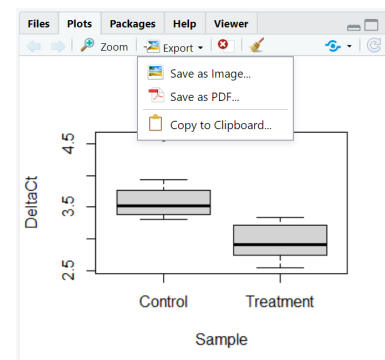 Files Plots Packages Help Viewer
Zoom Export
Save as Image...
Save as PDF...
Copy to Clipboard...
4.5
3.5
2.5
DeltaCt
Control Treatment
Sample